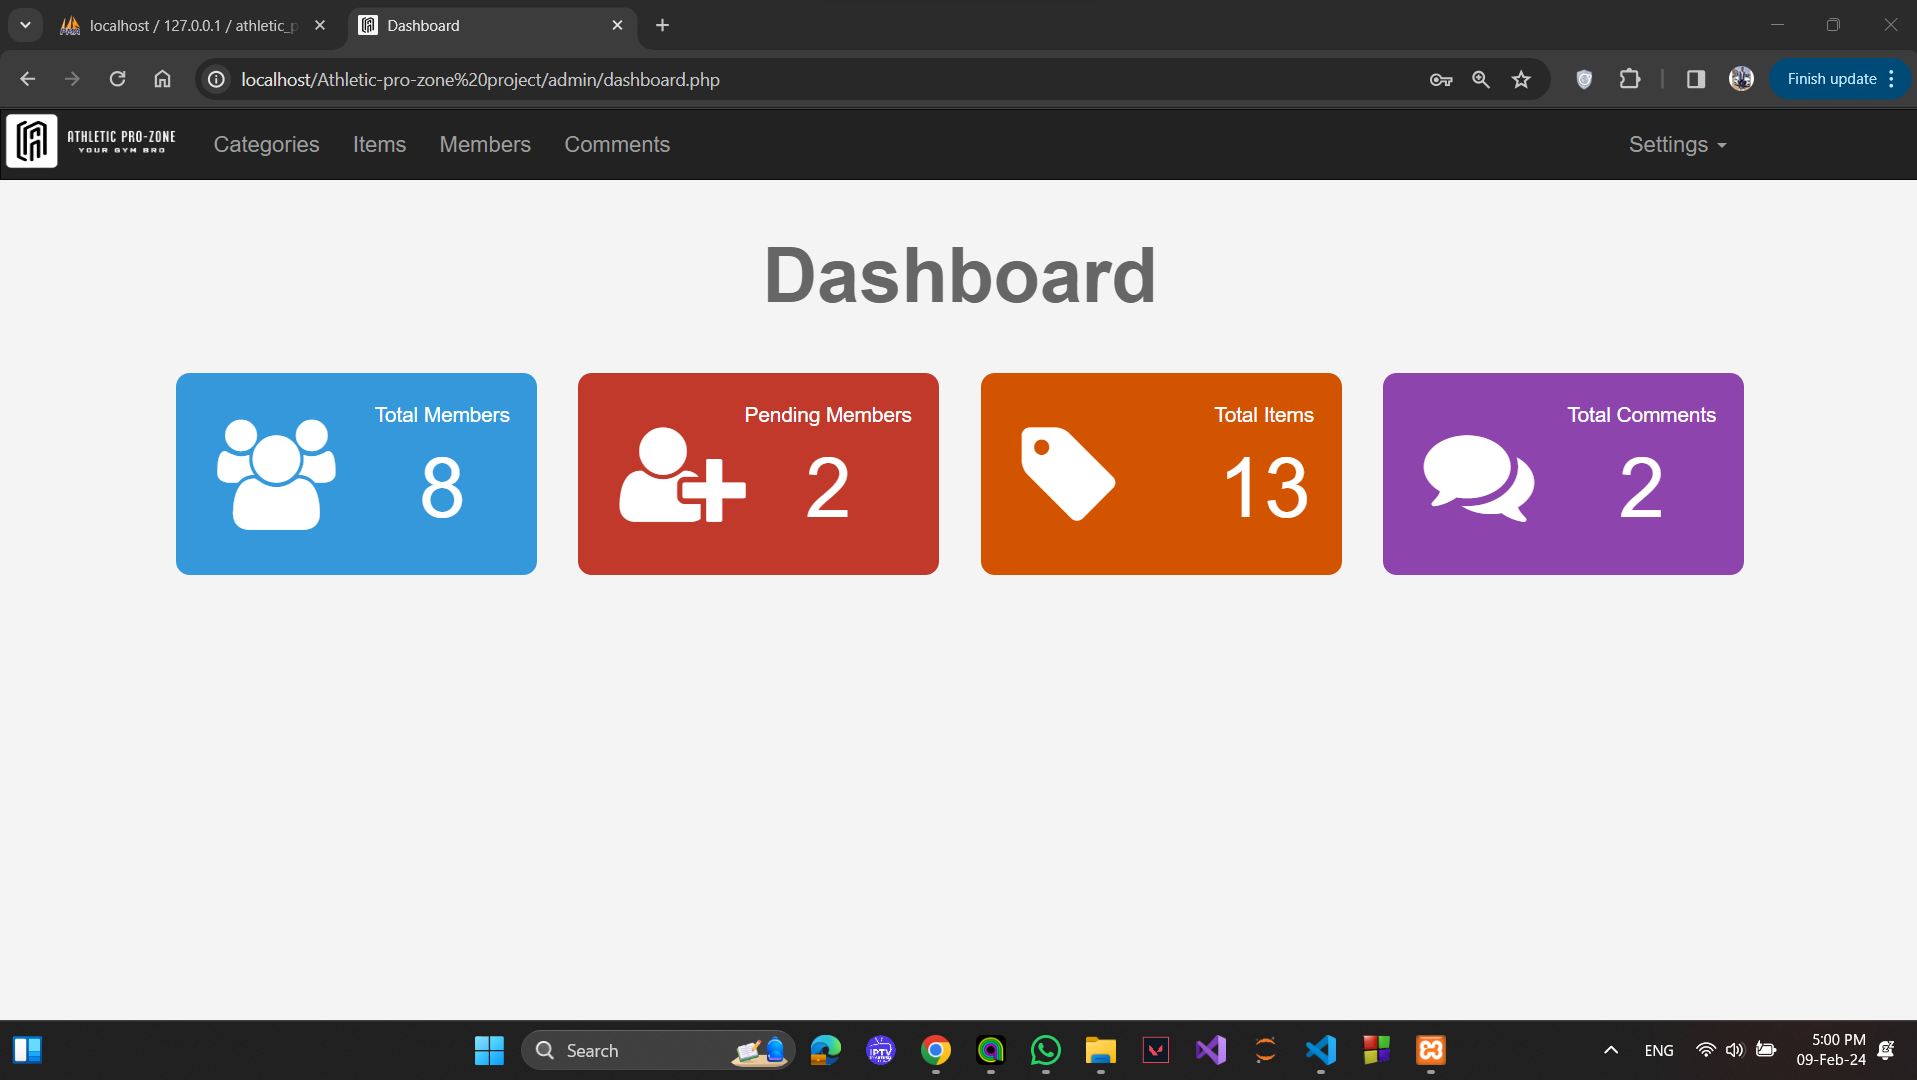 localhost / 127.0.0.1 / athletic_p
Dashboard
localhost/Athletic-pro-zone%20project/admin/dashboard.php
Finish update
ATHLETIC PRO-ZONE
YOUR GYM BRO
Categories Items Members Comments Settings
Dashboard
Total Members
8
Pending Members
2
Total Items
13
Total Comments
2
Search
IPTV
ENG
5:00 PM
09-Feb-24